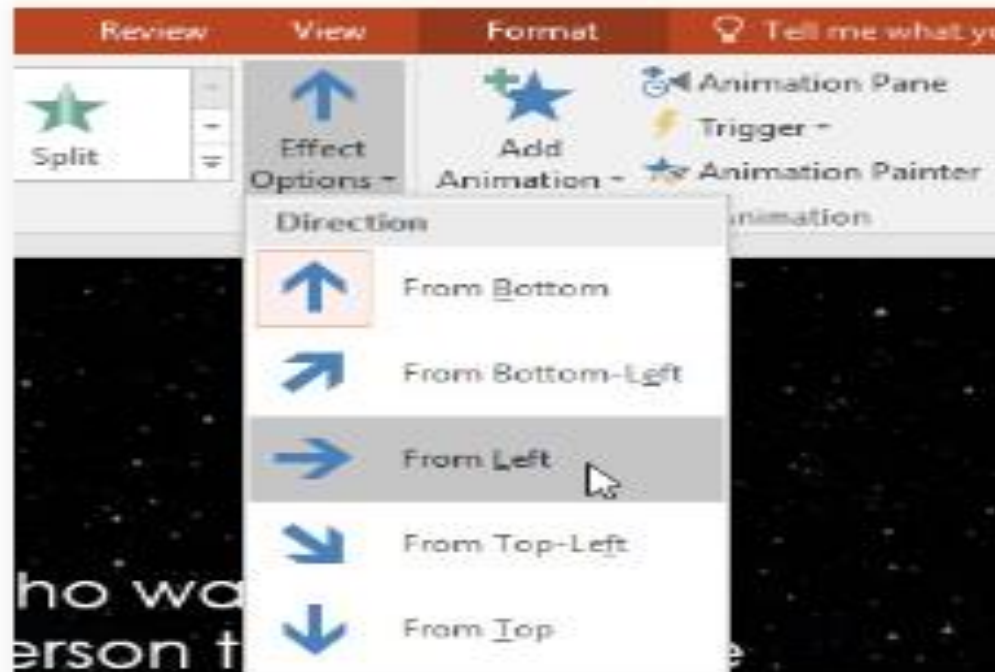 Review View Format Tell me what yo
Split
Effect
Options
Add
Animation
Animation Pane
Trigger
Animation Painter
nimation
Direction
From Bottom
From Bottom-Left
From Left
From Top-Left
From Top
ho wa
erson t e